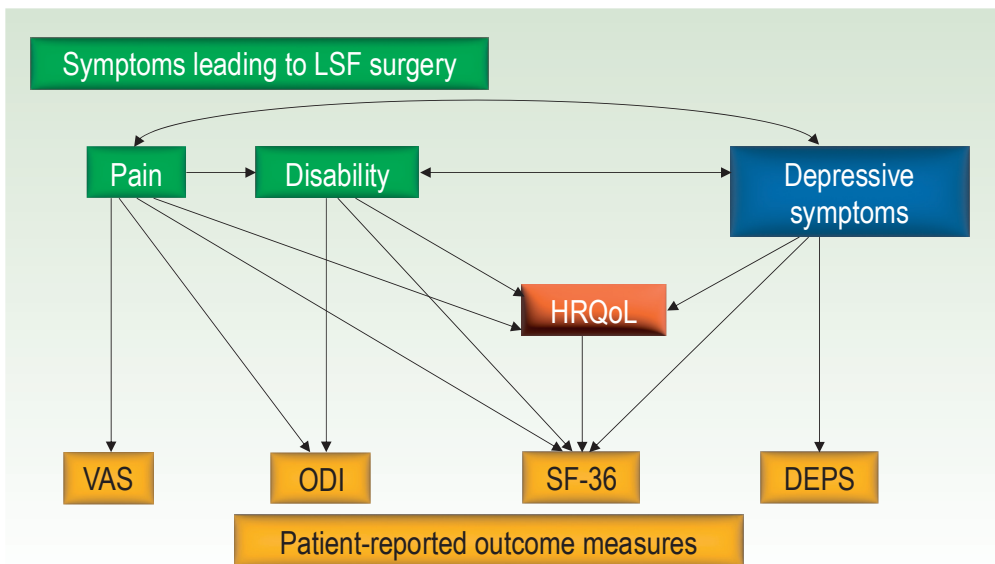 Symptoms leading to LSF surgery
Pain
Disability
Depressive
symptoms
HRQoL
VAS
ODI
SF-36
DEPS
Patient-reported outcome measures